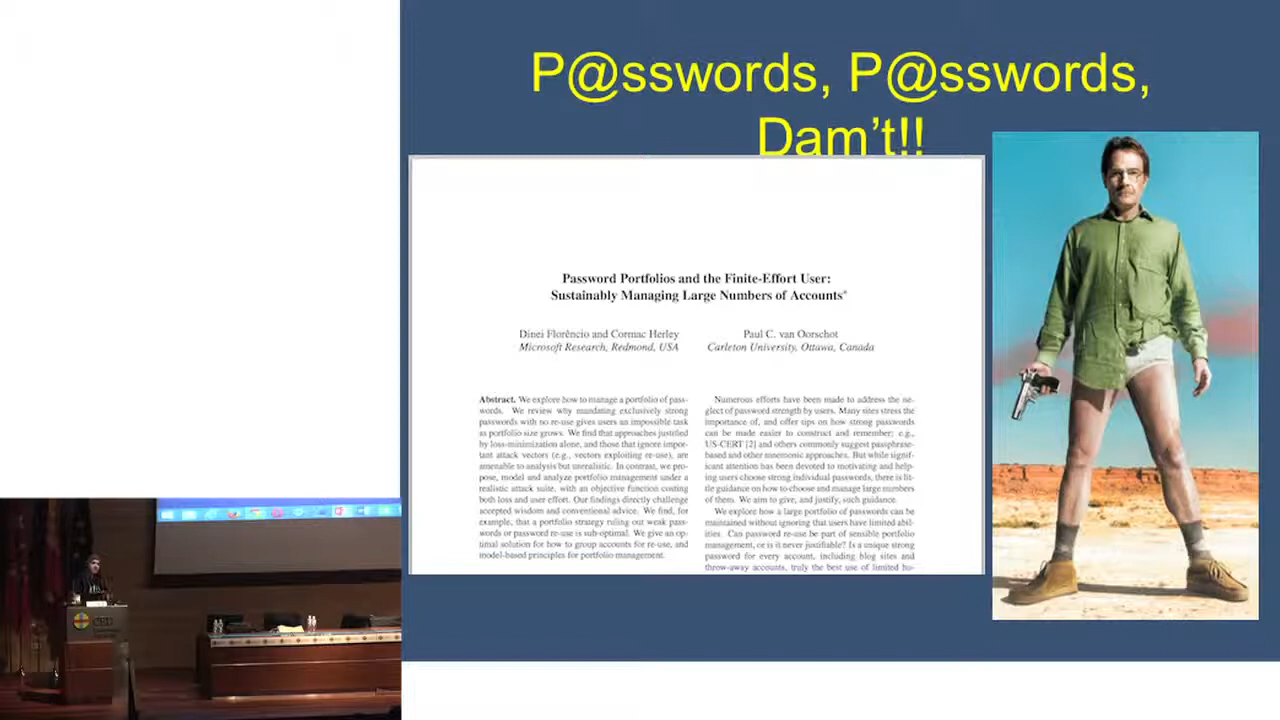 P@sswords, P@sswords,
Dam't!!
Password Portfolios and the Finite-Effort User:
Sustainably Managing Large Numbers of Accounts*
Dinei Florêncio and Cormac Herley
Microsoft Research, Redmond, USA
Paul C. van Oorschot
Carleton University, Ottawa, Canada
Abstract. We explore how to manage a portfolio of pass-
words. We review why mandating exclusively strong
passwords with no re-use gives users an impossible task
as portfolio size grows. We find that approaches justified
by loss-minimization alone, and those that ignore impor-
tant attack vectors (e.g., vectors exploiting re-use), are
amenable to analysis but unrealistic. In contrast, we pro-
pose, model and analyze portfolio management under a
realistic attack suite, with an objective function costing
both loss and user effort. Our findings directly challenge
accepted wisdom and conventional advice. We find, for
example, that a portfolio strategy ruling out weak pass-
words or password re-use is sub-optimal. We give an op-
timal solution for how to group accounts for re-use, and
model-based principles for portfolio management.
Numerous efforts have been made to address the ne-
glect of password strength by users. Many sites stress the
importance of, and offer tips on how strong passwords
can be made easier to construct and remember; e.g.,
US-CERT [2] and others commonly suggest passphrase-
based and other mnemonic approaches. But while signif-
icant attention has been devoted to motivating and help-
ing users choose strong individual passwords, there is lit-
tle guidance on how to choose and manage large numbers
of them. We aim to give, and justify, such guidance.
We explore how a large portfolio of passwords can be
maintained without ignoring that users have limited abil-
ities. Can password re-use be part of sensible portfolio
management, or is it never justifiable? Is a unique strong
password for every account, including blog sites and
throw-away accounts, truly the best use of limited hu-